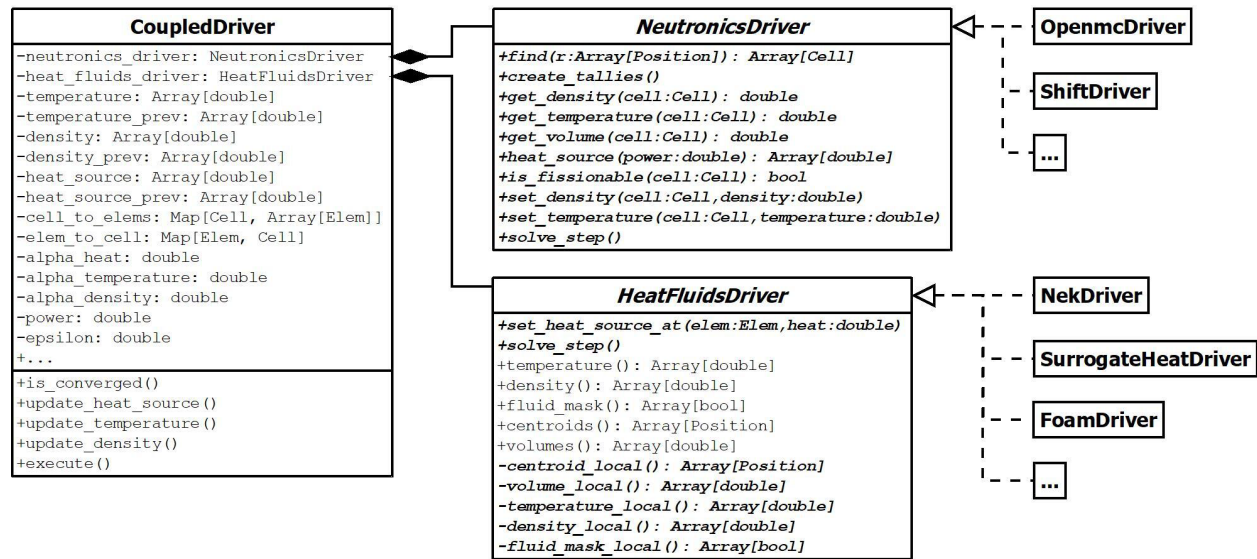 CoupledDriver
-neutronics_driver: NeutronicsDriver
-heat_fluids_driver: HeatFluidsDriver
-temperature: Array[double]
-temperature_prev: Array[double]
-density: Array[double]
-density_prev: Array[double]
-heat_source: Array[double]
-heat_source_prev: Array[double]
-cell_to_elems: Map[Cell, Array[Elem]]
-elem_to_cell: Map[Elem, Cell]
-alpha_heat: double
-alpha_temperature: double
-alpha_density: double
-power: double
-epsilon: double
+...
+is_converged()
+update_heat_source()
+update_temperature()
+update_density()
+execute()
NeutronicsDriver
+find(r:Array[Position]): Array[Cell]
+create_tallies()
+get_density(cell:Cell): double
+get_temperature(cell:Cell): double
+get_volume(cell:Cell): double
+heat_source(power:double): Array[double]
+is_fissionable(cell:Cell): bool
+set_density(cell:Cell,density:double)
+set_temperature(cell:Cell,temperature:double)
+solve_step()
OpenmcDriver
ShiftDriver
...
HeatFluidsDriver
+set_heat_source_at(elem:Elem,heat:double)
+solve_step()
+temperature(): Array[double]
+density(): Array[double]
+fluid_mask(): Array[bool]
+centroids(): Array[Position]
+volumes(): Array[double]
-centroid_local(): Array[Position]
-volume_local(): Array[double]
-temperature_local(): Array[double]
-density_local(): Array[double]
-fluid_mask_local(): Array[bool]
NekDriver
SurrogateHeatDriver
FoamDriver
...